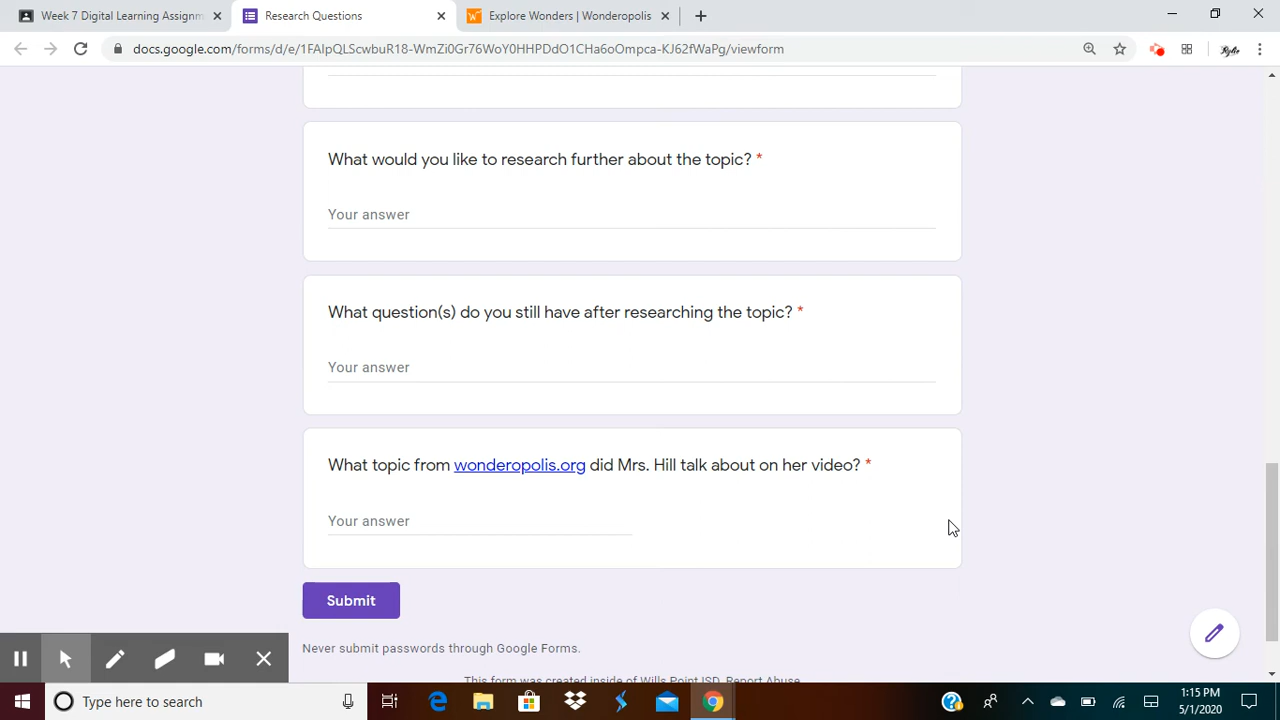 Week 7 Digital Learning Assignm
Research Questions
Explore Wonders | Wonderopolis
docs.google.com/forms/d/e/1FAIpQLScwbuR18-WmZi0Gr76WoY0HHPDdO1CHa6oOmpca-KJ62fWaPg/viewform
What would you like to research further about the topic? *
Your answer
What question(s) do you still have after researching the topic? *
Your answer
What topic from wonderopolis.org did Mrs. Hill talk about on her video? *
Your answer
Submit
Never submit passwords through Google Forms.
This form was created inside of Wills Point ISD. Report Abuse
Type here to search
1:15 PM
5/1/2020